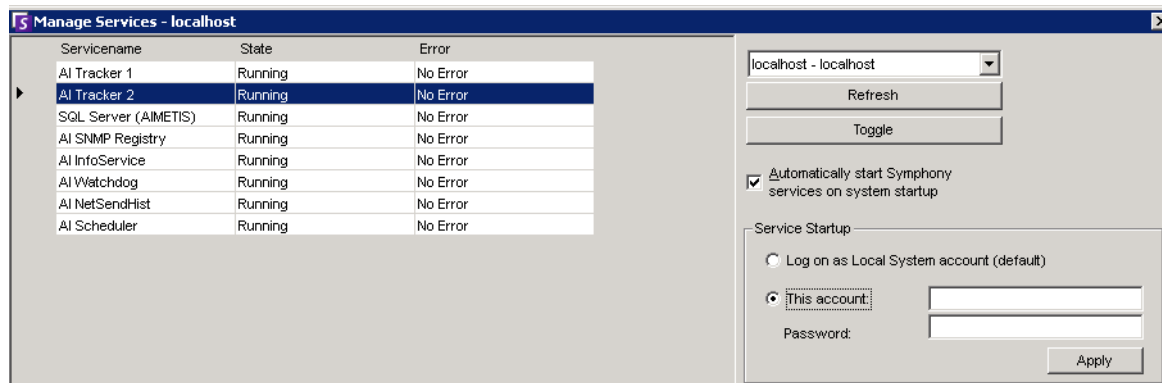 Manage Services - localhost
Servicename State Error
AI Tracker 1 Running No Error
AI Tracker 2 Running No Error
SQL Server (AIMETIS) Running No Error
AI SNMP Registry Running No Error
AI InfoService Running No Error
AI Watchdog Running No Error
AI NetSendHist Running No Error
AI Scheduler Running No Error
localhost - localhost
Refresh
Toggle
Automatically start Symphony
services on system startup
Service Startup
Log on as Local System account (default)
This account:
Password:
Apply